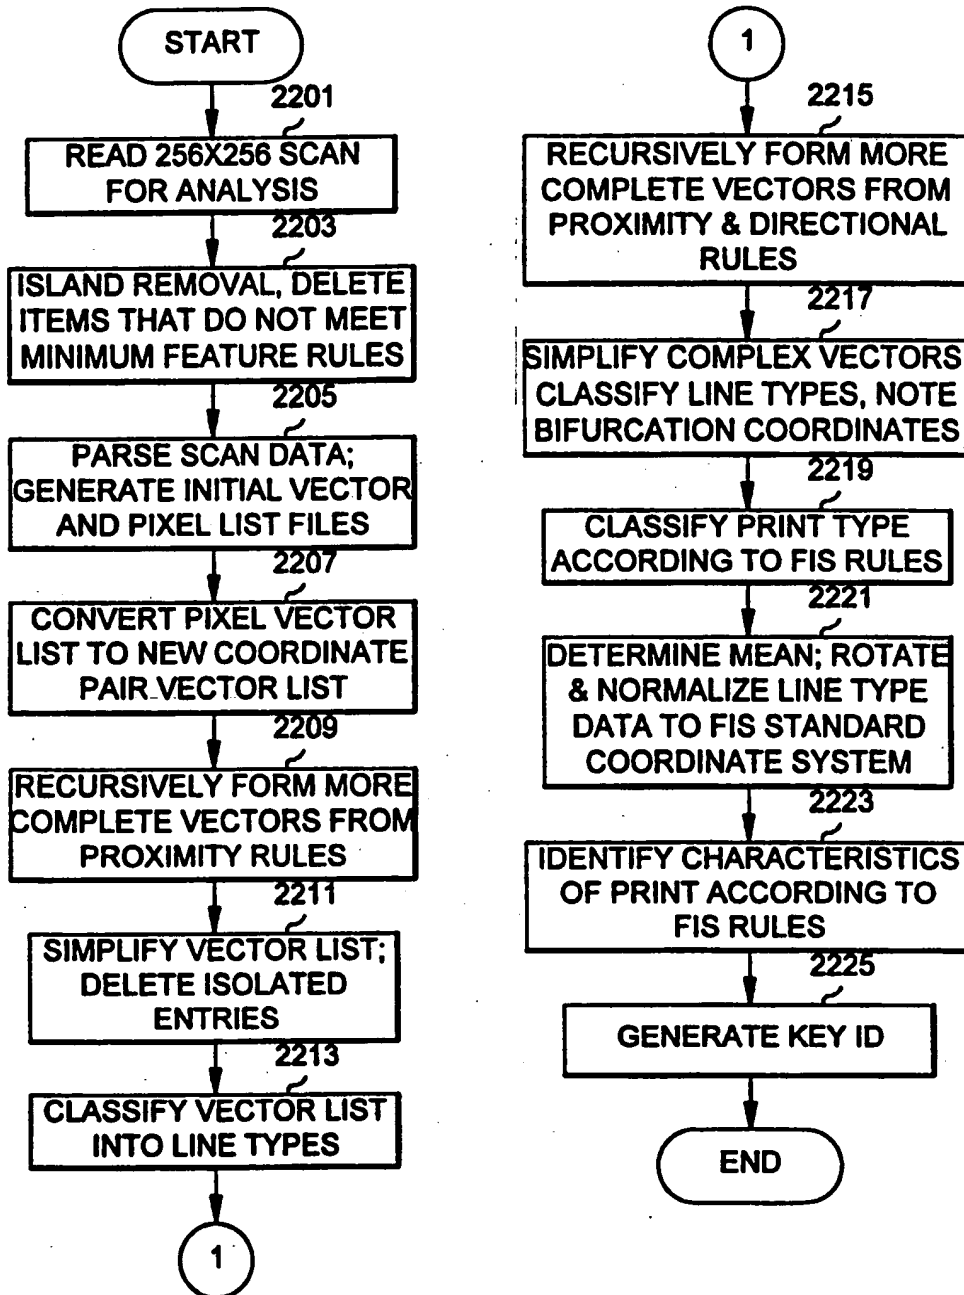 START
2201
READ 256X256 SCAN
FOR ANALYSIS
2203
ISLAND REMOVAL, DELETE
ITEMS THAT DO NOT MEET
MINIMUM FEATURE RULES
2205
PARSE SCAN DATA;
GENERATE INITIAL VECTOR
AND PIXEL LIST FILES
2207
CONVERT PIXEL VECTOR
LIST TO NEW COORDINATE
PAIR VECTOR LIST
2209
RECURSIVELY FORM MORE
COMPLETE VECTORS FROM
PROXIMITY RULES
2211
SIMPLIFY VECTOR LIST;
DELETE ISOLATED
ENTRIES
2213
CLASSIFY VECTOR LIST
INTO LINE TYPES
1
1
2215
RECURSIVELY FORM MORE
COMPLETE VECTORS FROM
PROXIMITY & DIRECTIONAL
RULES
2217
SIMPLIFY COMPLEX VECTORS
CLASSIFY LINE TYPES, NOTE
BIFURCATION COORDINATES
2219
CLASSIFY PRINT TYPE
ACCORDING TO FIS RULES
2221
DETERMINE MEAN; ROTATE
& NORMALIZE LINE TYPE
DATA TO FIS STANDARD
COORDINATE SYSTEM
2223
IDENTIFY CHARACTERISTICS
OF PRINT ACCORDING TO
FIS RULES
2225
GENERATE KEY ID
END